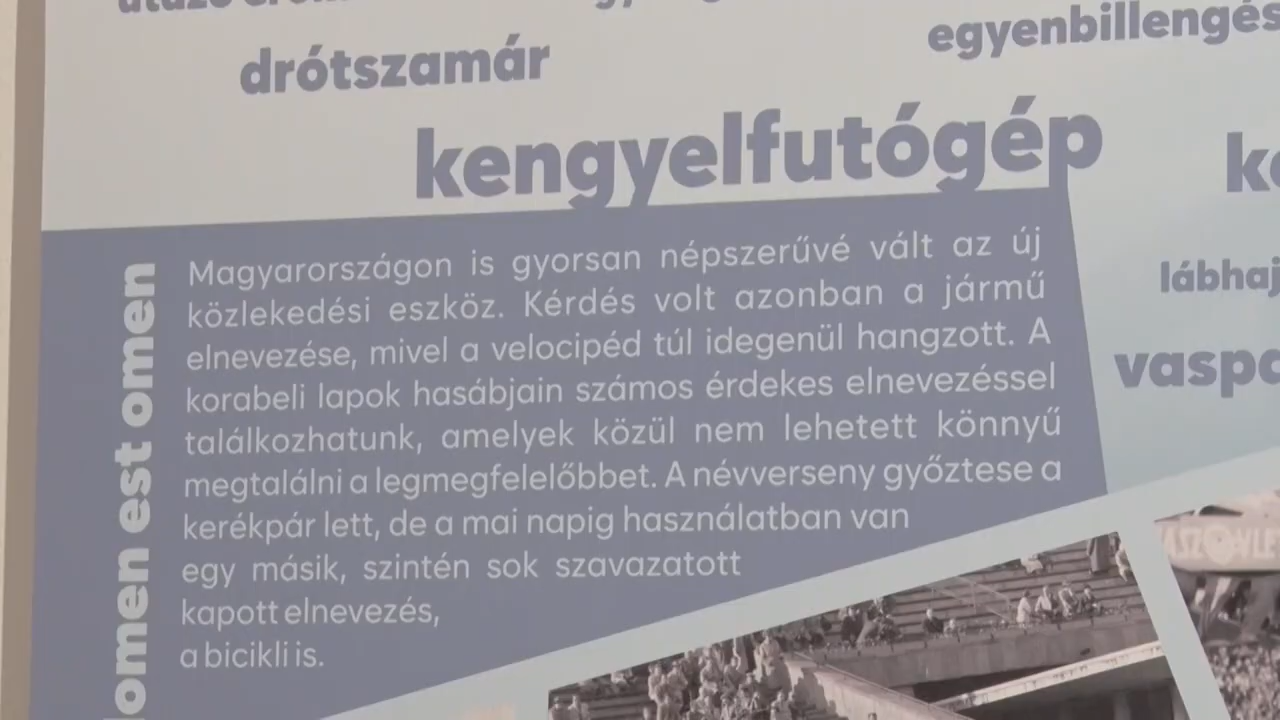 drótszamár
egyenbillengés
kengyelfutógép
Magyarországon is gyorsan népszerűvé vált az új
közlekedési eszköz. Kérdés volt azonban a jármű
elnevezése, mivel a velocipéd túl idegenül hangzott. A
korabeli lapok hasábjain számos érdekes elnevezéssel
találkozhatunk, amelyek közül nem lehetett könnyű
megtalálni a legmegfelelőbbet. A névverseny győztese a
kerékpár lett, de a mai napig használatban van
egy másik, szintén sok szavazatott
kapott elnevezés,
a bicikli is.
omen est omen
lábhaj
vaspa